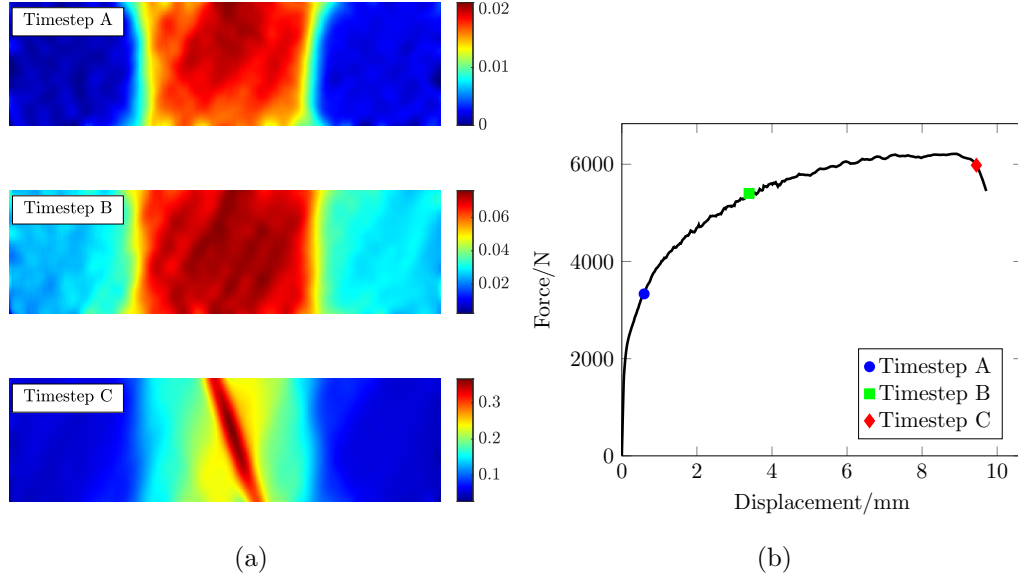 Timestep A
0.02
0.01
0
Timestep B
0.06
0.04
0.02
Timestep C
0.3
0.2
0.1
(a)
6000
4000
2000
0
Force/N
0 2 4 6 8 10
Displacement/mm
Timestep A
Timestep B
Timestep C
(b)